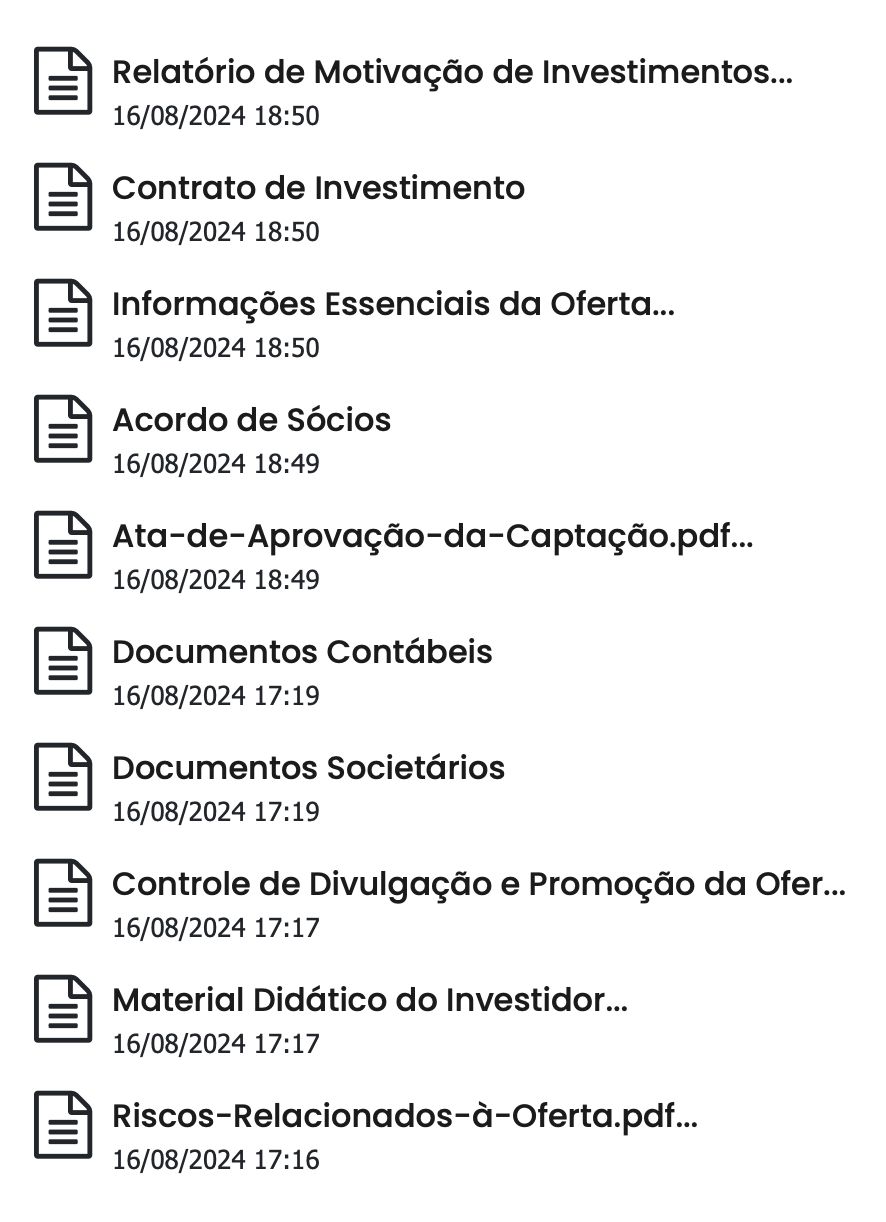 Relatório de Motivação de Investimentos...
16/08/2024 18:50
Contrato de Investimento
16/08/2024 18:50
Informações Essenciais da Oferta...
16/08/2024 18:50
Acordo de Sócios
16/08/2024 18:49
Ata-de-Aprovação-da-Captação.pdf...
16/08/2024 18:49
Documentos Contábeis
16/08/2024 17:19
Documentos Societários
16/08/2024 17:19
Controle de Divulgação e Promoção da Ofer...
16/08/2024 17:17
Material Didático do Investidor...
16/08/2024 17:17
Riscos-Relacionados-à-Oferta.pdf...
16/08/2024 17:16